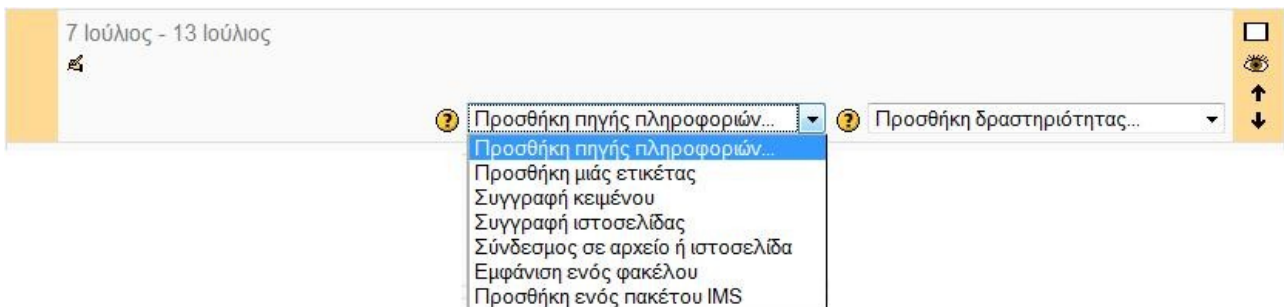 7 Ιούλιος - 13 Ιούλιος
Προσθήκη πηγής πληροφοριών... Προσθήκη δραστηριότητας...
Προσθήκη πηγής πληροφοριών...
Προσθήκη μιάς ετικέτας
Συγγραφή κειμένου
Συγγραφή ιστοσελίδας
Σύνδεσμος σε αρχείο ή ιστοσελίδα
Εμφάνιση ενός φακέλου
Προσθήκη ενός πακέτου IMS